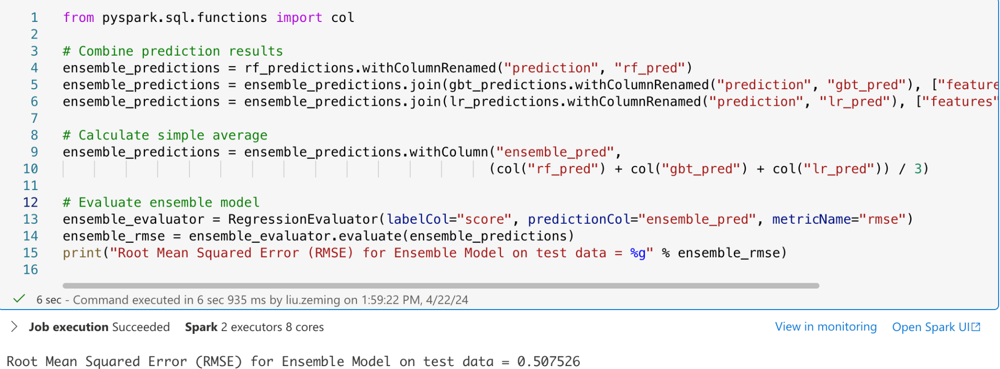 1 from pyspark.sql.functions import col
2
3 # Combine prediction results
4 ensemble_predictions = rf_predictions.withColumnRenamed("prediction", "rf_pred")
5 ensemble_predictions = ensemble_predictions.join(gbt_predictions.withColumnRenamed("prediction", "gbt_pred"), ["feature
6 ensemble_predictions = ensemble_predictions.join(lr_predictions.withColumnRenamed("prediction", "lr_pred"), ["features"
7
8 # Calculate simple average
9 ensemble_predictions = ensemble_predictions.withColumn("ensemble_pred",
10 (col("rf_pred") + col("gbt_pred") + col("lr_pred")) / 3)
11
12 # Evaluate ensemble model
13 ensemble_evaluator = RegressionEvaluator(labelCol="score", predictionCol="ensemble_pred", metricName="rmse")
14 ensemble_rmse = ensemble_evaluator.evaluate(ensemble_predictions)
15 print("Root Mean Squared Error (RMSE) for Ensemble Model on test data = %g" % ensemble_rmse)
16
6 sec - Command executed in 6 sec 935 ms by liu.zeming on 1:59:22 PM, 4/22/24
Job execution Succeeded Spark 2 executors 8 cores View in monitoring Open Spark UI
Root Mean Squared Error (RMSE) for Ensemble Model on test data = 0.507526